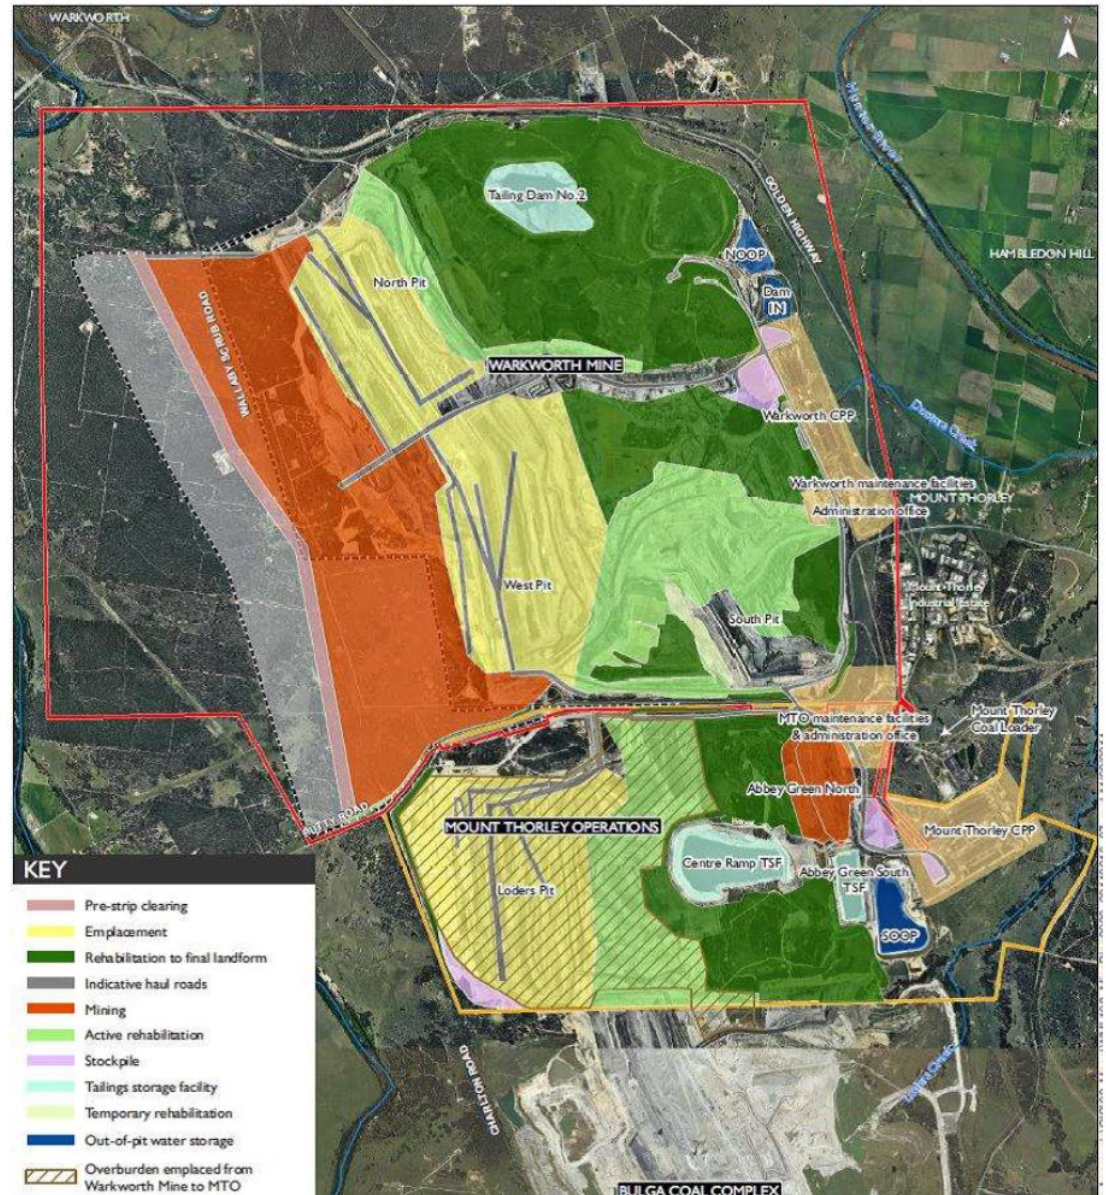 WARKWORTH
N
Hunter River
Tailing Dam No.2
GOLDEN HIGHWAY
HAMBLEDON HILL
NOOP
North Pit
Dam
IN
WALLABY SCRUB ROAD
WARKWORTH MINE
Warkworth CPP
Doctors Creek
Warkworth maintenance facilities
MOUNT THORLEY
Administration office
West Pit
Mount Thorley
Industrial Estate
South Pit
Mount Thorley
Coal Loader
MTO maintenance facilities
& administration office
Abbey Green North
PUTTY ROAD
MOUNT THORLEY OPERATIONS
Mount Thorley CPP
Centre Ramp TSF
Abbey Green South
TSF
Loders Pit
SOOP
CHARLTON ROAD
Loders Creek
BULGA COAL COMPLEX
KEY
Pre-strip clearing
Emplacement
Rehabilitation to final landform
Indicative haul roads
Mining
Active rehabilitation
Stockpile
Tailings storage facility
Temporary rehabilitation
Out-of-pit water storage
Overburden emplaced from
Warkworth Mine to MTO